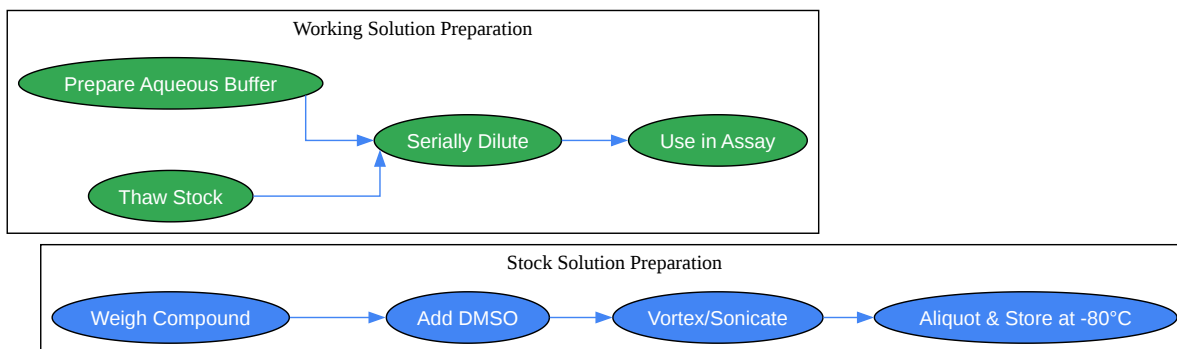 Working Solution Preparation
Prepare Aqueous Buffer
Serially Dilute
Use in Assay
Thaw Stock
Stock Solution Preparation
Weigh Compound
Add DMSO
Vortex/Sonicate
Aliquot & Store at -80°C